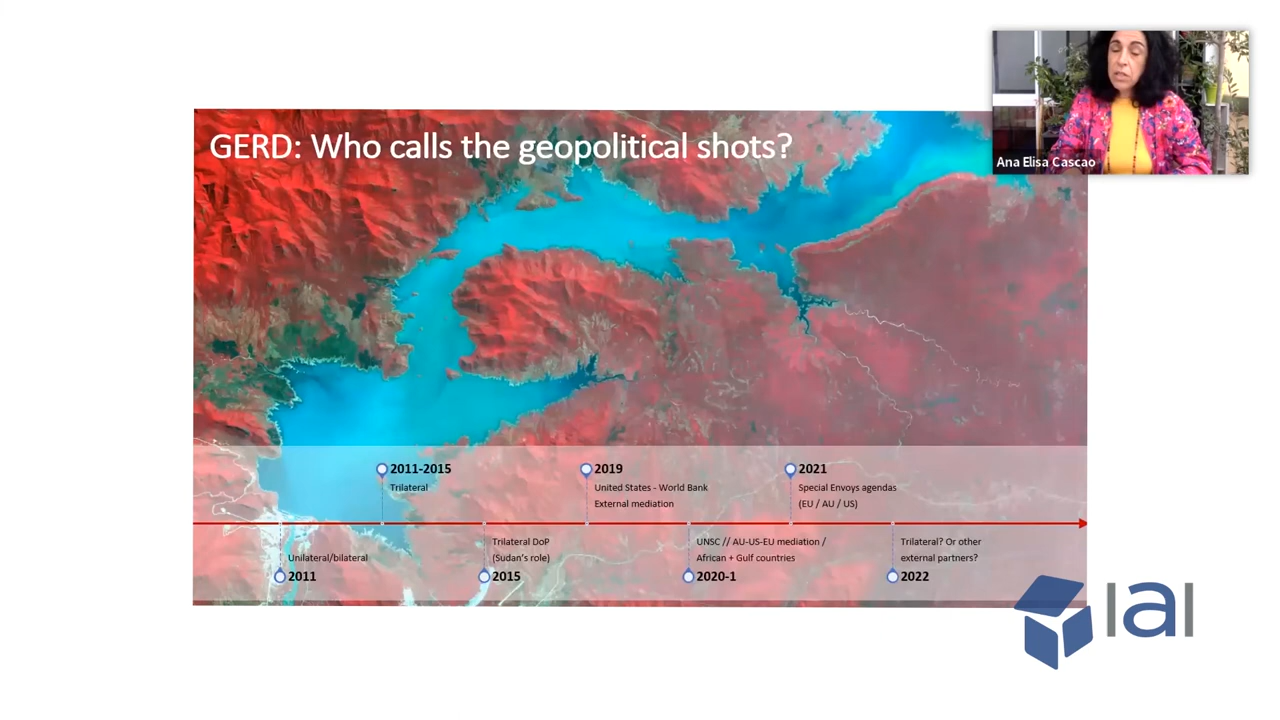 GERD: Who calls the geopolitical shots?
Ana Elisa Cascao
2011-2015
Trilateral
2019
United States - World Bank
External mediation
2021
Special Envoys agendas
(EU / AU / US)
Unilateral/bilateral
2011
Trilateral DoP
(Sudan's role)
2015
UNSC // AU-US-EU mediation /
African + Gulf countries
2020-1
Trilateral? Or other
external partners?
2022
IAI